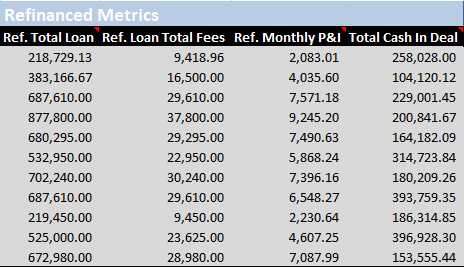 Refinanced Metrics
Ref. Total Loan Ref. Loan Total Fees Ref. Monthly P&I Total Cash In Deal
218,729.13 9,418.96 2,083.01 258,028.00
383,166.67 16,500.00 4,035.60 104,120.12
687,610.00 29,610.00 7,571.18 229,001.45
877,800.00 37,800.00 9,245.20 200,841.67
680,295.00 29,295.00 7,490.63 164,182.09
532,950.00 22,950.00 5,868.24 314,723.84
702,240.00 30,240.00 7,396.16 180,209.26
687,610.00 29,610.00 6,548.27 393,759.35
219,450.00 9,450.00 2,230.64 186,314.85
525,000.00 23,625.00 4,607.25 396,928.30
672,980.00 28,980.00 7,087.99 153,555.44